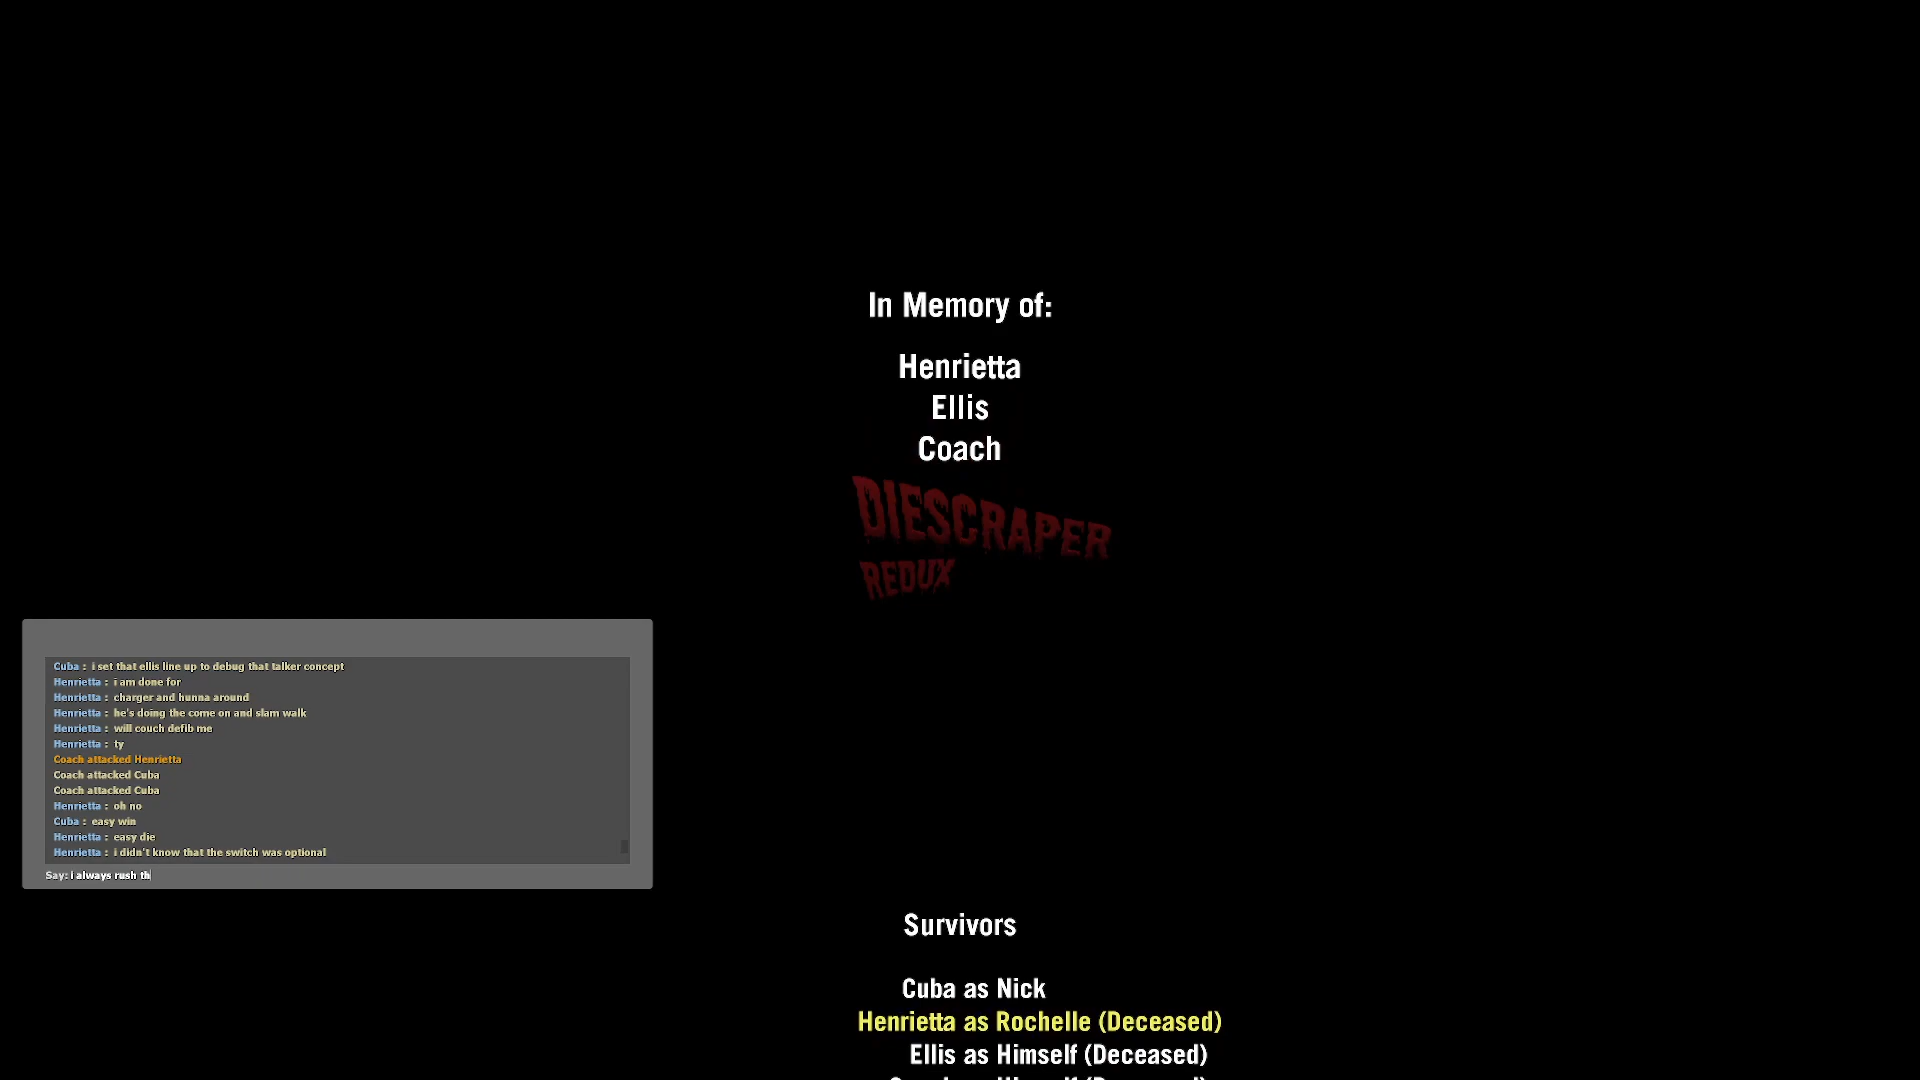 In Memory of:
Henrietta
Ellis
Coach
DIESCRAPER
REDUX
Cuba : i set that ellis line up to debug that talker concept
Henrietta : i am done for
Henrietta : charger and hunna around
Henrietta : he's doing the come on and slam walk
Henrietta : will couch defib me
Henrietta : ty
Coach attacked Henrietta
Coach attacked Cuba
Coach attacked Cuba
Henrietta : oh no
Cuba : easy win
Henrietta : easy die
Henrietta : i didn't know that the switch was optional
Say: i always rush th
Survivors
Cuba as Nick
Henrietta as Rochelle (Deceased)
Ellis as Himself (Deceased)